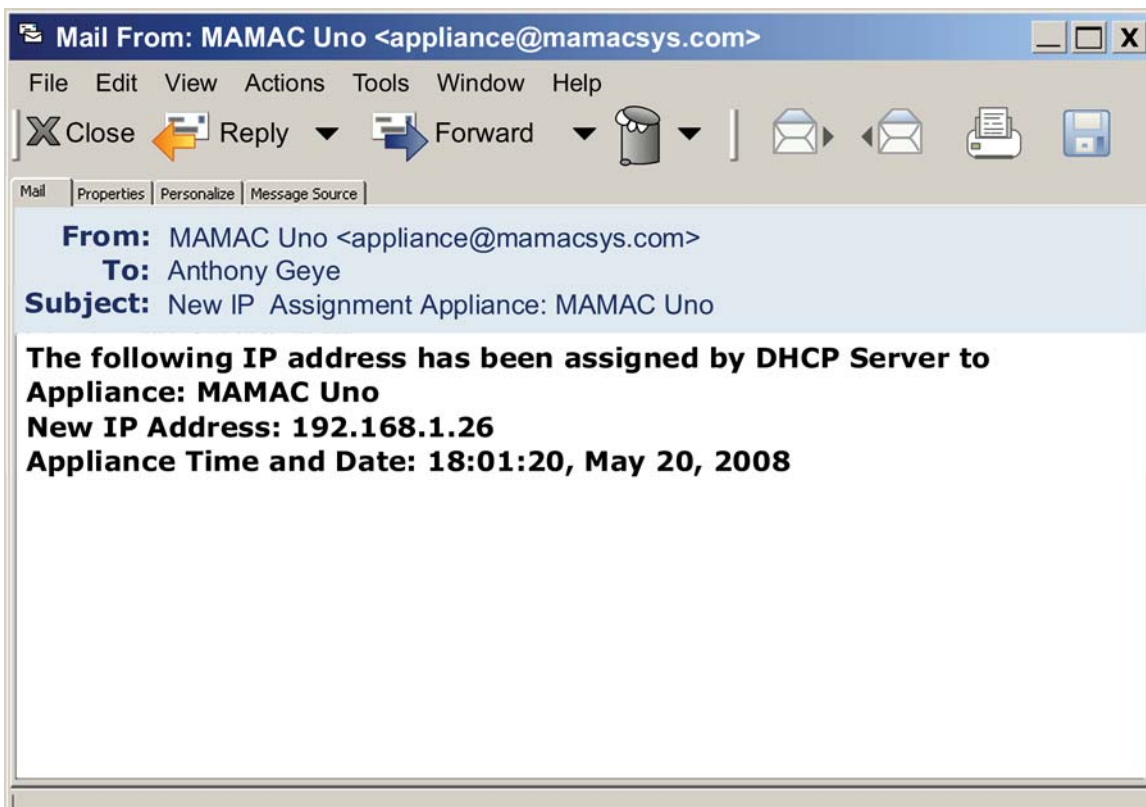 Mail From: MAMAC Uno <appliance@mamacsys.com>
File Edit View Actions Tools Window Help
Close Reply Forward
Mail Properties Personalize Message Source
From: MAMAC Uno <appliance@mamacsys.com>
To: Anthony Geye
Subject: New IP Assignment Appliance: MAMAC Uno
The following IP address has been assigned by DHCP Server to
Appliance: MAMAC Uno
New IP Address: 192.168.1.26
Appliance Time and Date: 18:01:20, May 20, 2008